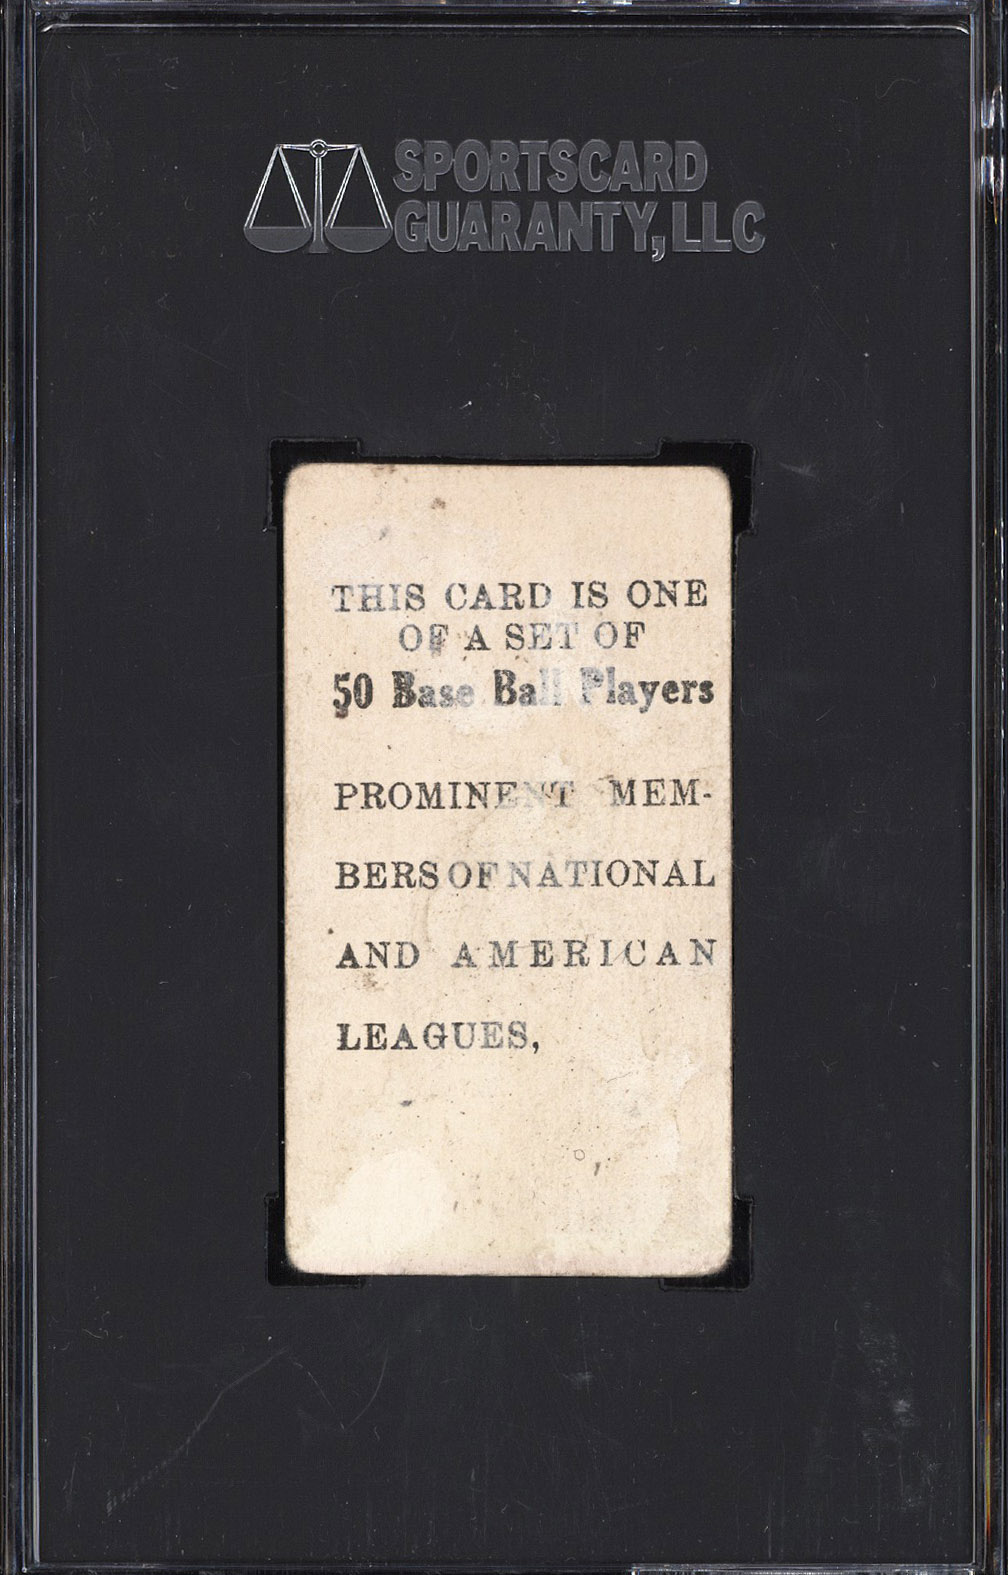 SPORTSCARD
GUARANTY, LLC
THIS CARD IS ONE
OF A SET OF
50 Base Ball Players
PROMINENT MEM-
BERS OF NATIONAL
AND AMERICAN
LEAGUES,